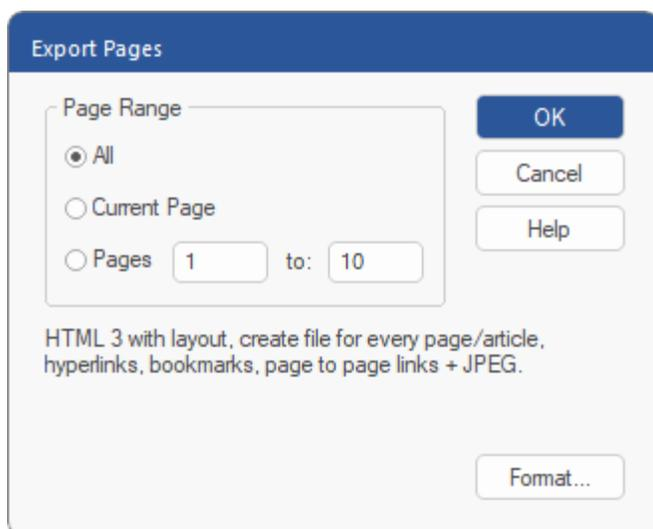 Export Pages
Page Range
All
Current Page
Pages 1 to: 10
OK
Cancel
Help
HTML 3 with layout, create file for every page/article,
hyperlinks, bookmarks, page to page links + JPEG.
Format...